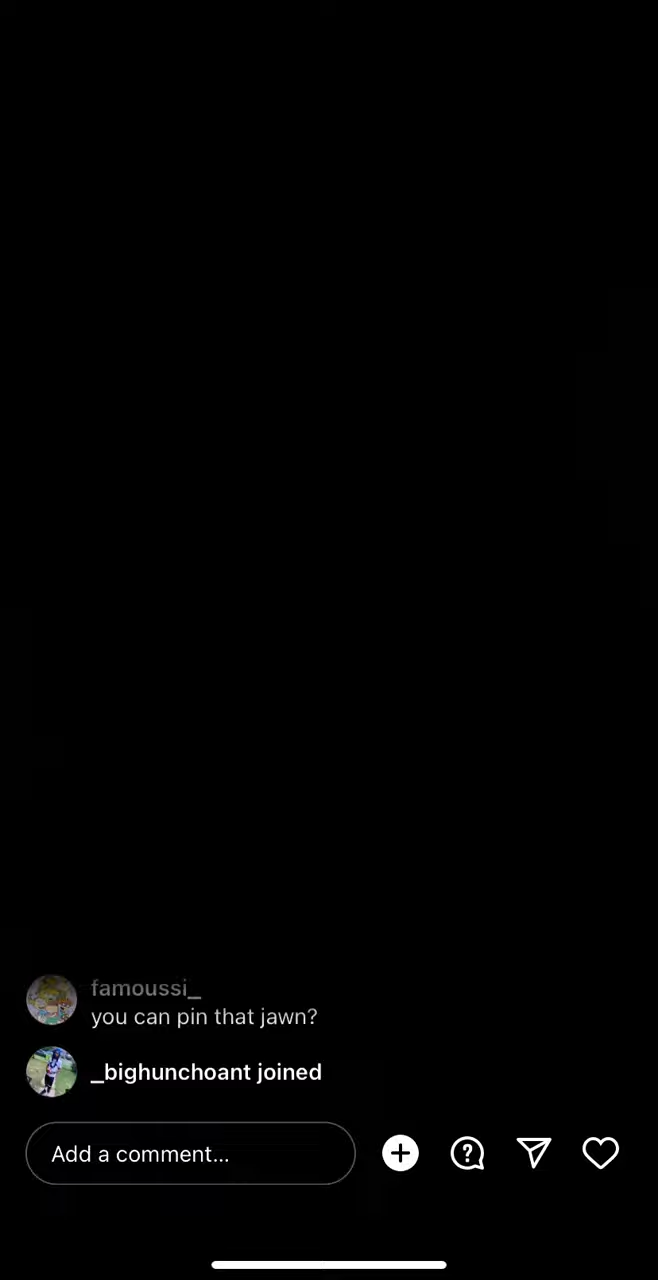 famoussi_
you can pin that jawn?
_bighunchoant joined
Add a comment...